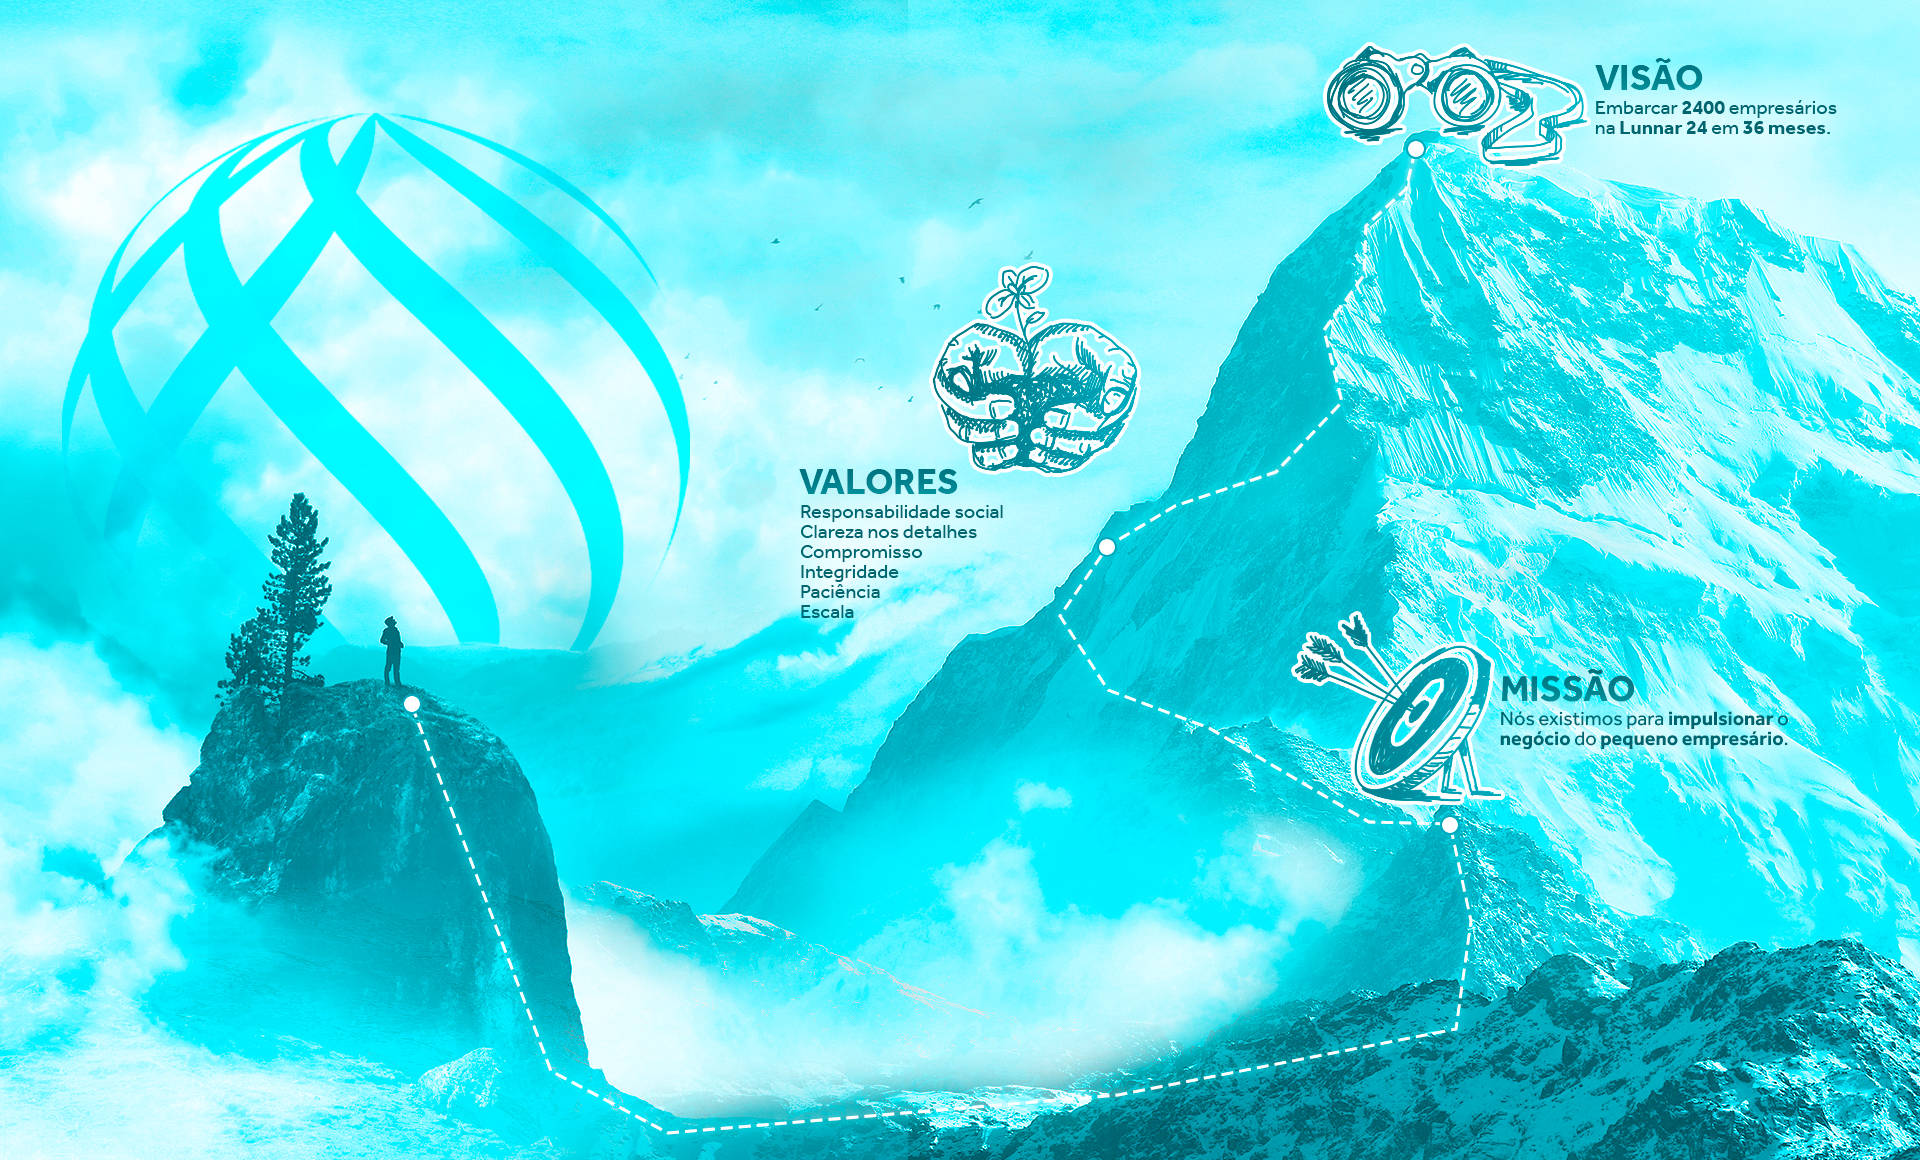 VISÃO
Embarcar 2400 empresários
na Lunnar 24 em 36 meses.
VALORES
Responsabilidade social
Clareza nos detalhes
Compromisso
Integridade
Paciência
Escala
MISSÃO
Nós existimos para impulsionar o
negócio do pequeno empresário.